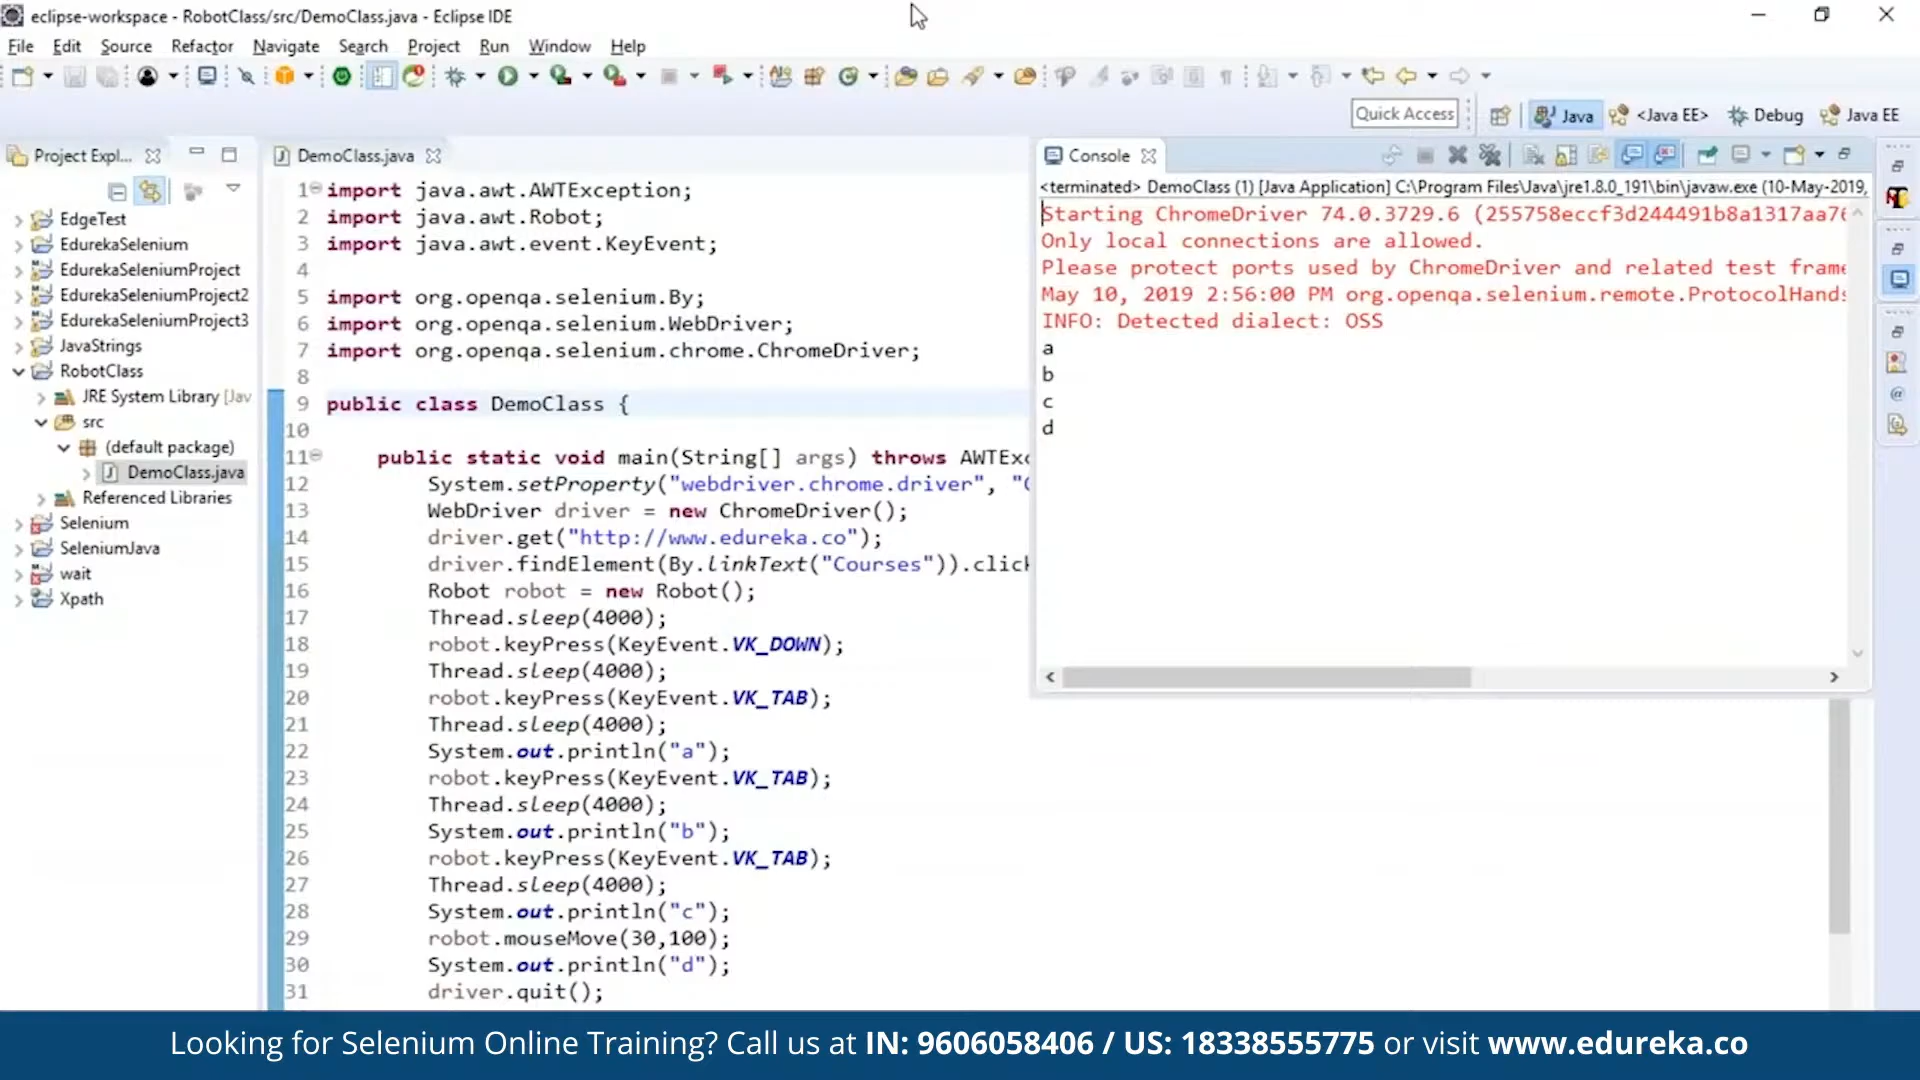 eclipse-workspace - RobotClass/src/DemoClass.java - Eclipse IDE
File Edit Source Refactor Navigate Search Project Run Window Help
Quick Access
Java <Java EE> Debug Java EE
Project Expl...
EdgeTest
EdurekaSelenium
EdurekaSeleniumProject
EdurekaSeleniumProject2
EdurekaSeleniumProject3
JavaStrings
RobotClass
JRE System Library [Jav
src
(default package)
DemoClass.java
Referenced Libraries
Selenium
SeleniumJava
wait
Xpath
DemoClass.java
1 import java.awt.AWTException;
2 import java.awt.Robot;
3 import java.awt.event.KeyEvent;
4
5 import org.openqa.selenium.By;
6 import org.openqa.selenium.WebDriver;
7 import org.openqa.selenium.chrome.ChromeDriver;
8
9 public class DemoClass {
10
11 public static void main(String[] args) throws AWTExc
12 System.setProperty("webdriver.chrome.driver", "C
13 WebDriver driver = new ChromeDriver();
14 driver.get("http://www.edureka.co");
15 driver.findElement(By.linkText("Courses")).click
16 Robot robot = new Robot();
17 Thread.sleep(4000);
18 robot.keyPress(KeyEvent.VK_DOWN);
19 Thread.sleep(4000);
20 robot.keyPress(KeyEvent.VK_TAB);
21 Thread.sleep(4000);
22 System.out.println("a");
23 robot.keyPress(KeyEvent.VK_TAB);
24 Thread.sleep(4000);
25 System.out.println("b");
26 robot.keyPress(KeyEvent.VK_TAB);
27 Thread.sleep(4000);
28 System.out.println("c");
29 robot.mouseMove(30,100);
30 System.out.println("d");
31 driver.quit();
Console
<terminated> DemoClass (1) [Java Application] C:\Program Files\Java\jre1.8.0_191\bin\javaw.exe (10-May-2019,
Starting ChromeDriver 74.0.3729.6 (255758eccf3d244491b8a1317aa76
Only local connections are allowed.
Please protect ports used by ChromeDriver and related test frame
May 10, 2019 2:56:00 PM org.openqa.selenium.remote.ProtocolHands
INFO: Detected dialect: OSS
a
b
c
d
Looking for Selenium Online Training? Call us at IN: 9606058406 / US: 18338555775 or visit www.edureka.co